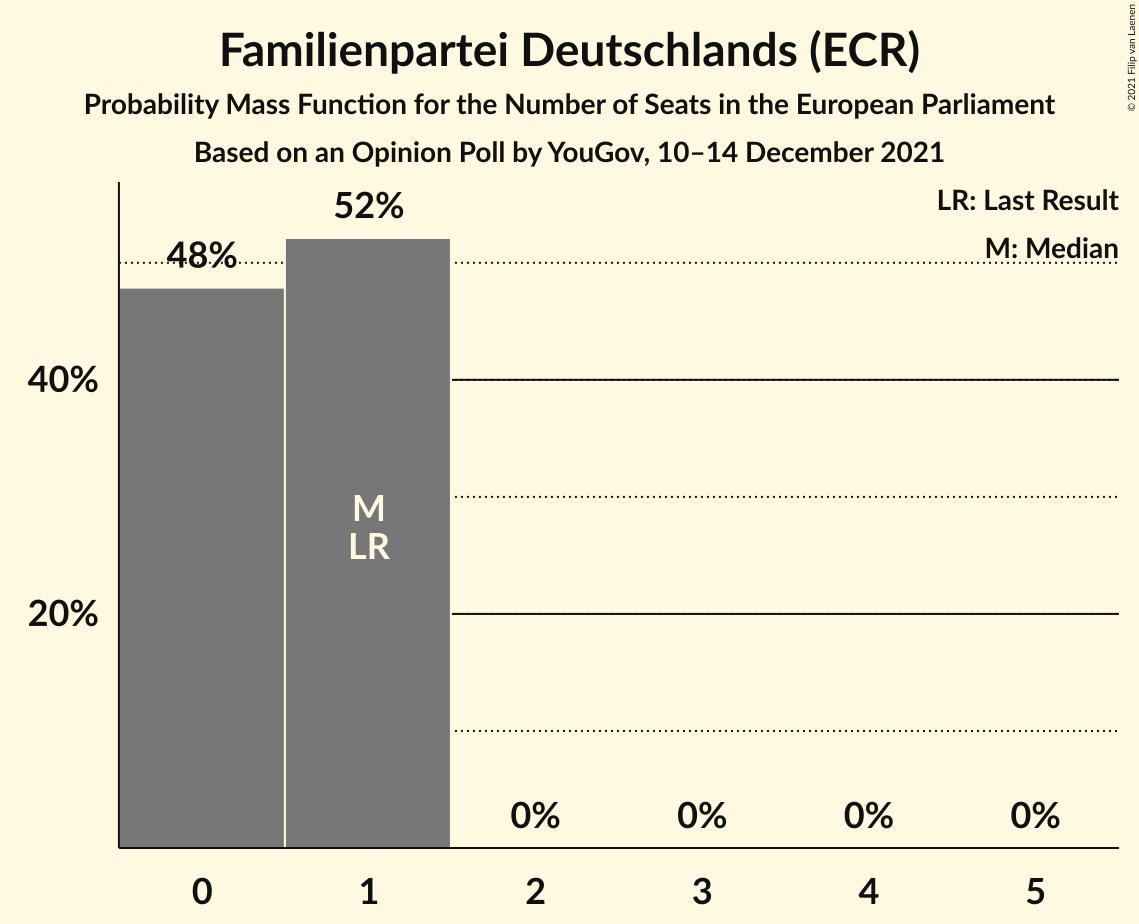 Familienpartei Deutschlands (ECR)
Probability Mass Function for the Number of Seats in the European Parliament
Based on an Opinion Poll by YouGov, 10–14 December 2021
© 2021 Filip van Laenen
LR: Last Result
M: Median
52%
48%
40%
20%
M
LR
0%
0%
0%
0%
0
1
2
3
4
5